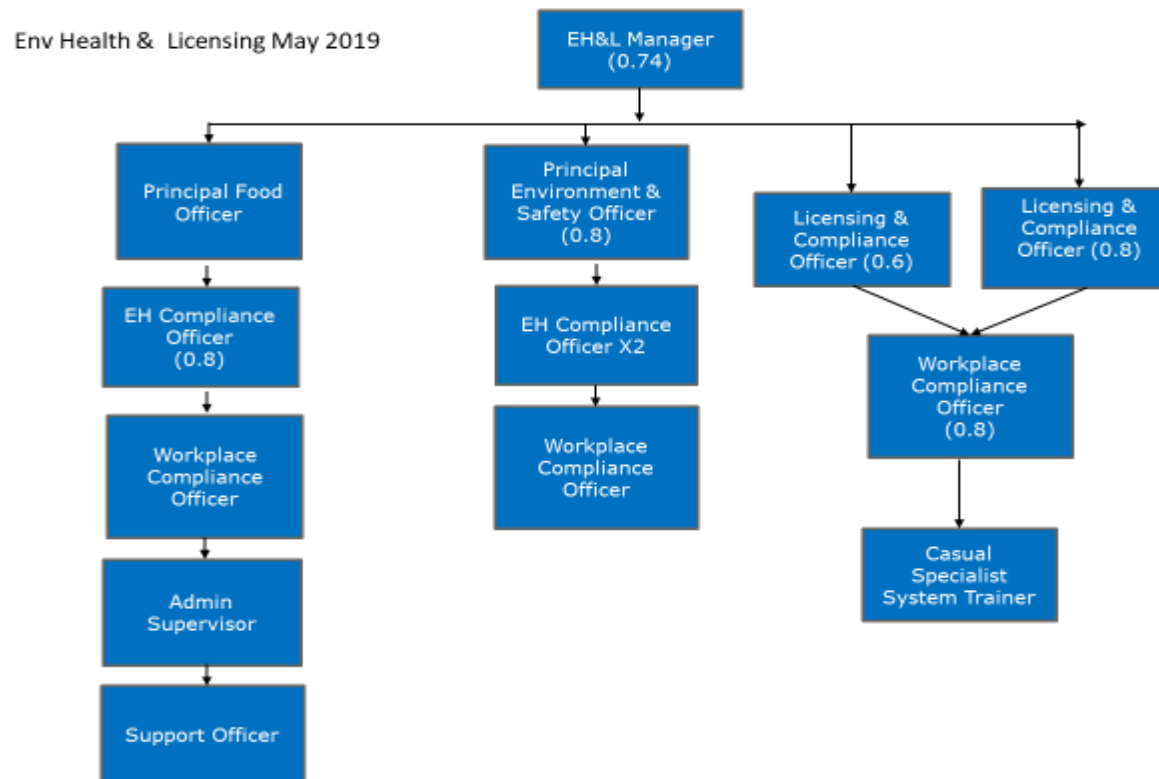 Env Health & Licensing May 2019
EH&L Manager
(0.74)
Principal Food
Officer
EH Compliance
Officer
(0.8)
Workplace
Compliance
Officer
Admin
Supervisor
Support Officer
Principal
Environment &
Safety Officer
(0.8)
EH Compliance
Officer X2
Workplace
Compliance
Officer
Licensing &
Compliance
Officer (0.6)
Licensing &
Compliance
Officer (0.8)
Workplace
Compliance
Officer
(0.8)
Casual
Specialist
System Trainer